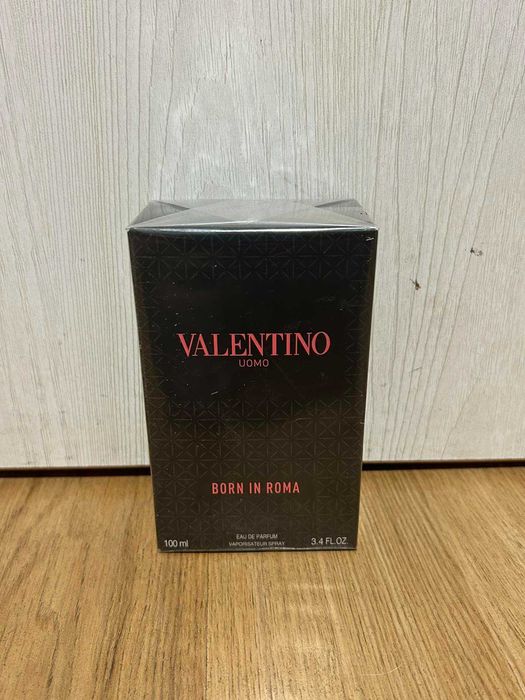 VALENTINO
UOMO
BORN IN ROMA
EAU DE PARFUM
100 ml VAPORISATEUR SPRAY 3.4 FL.OZ.